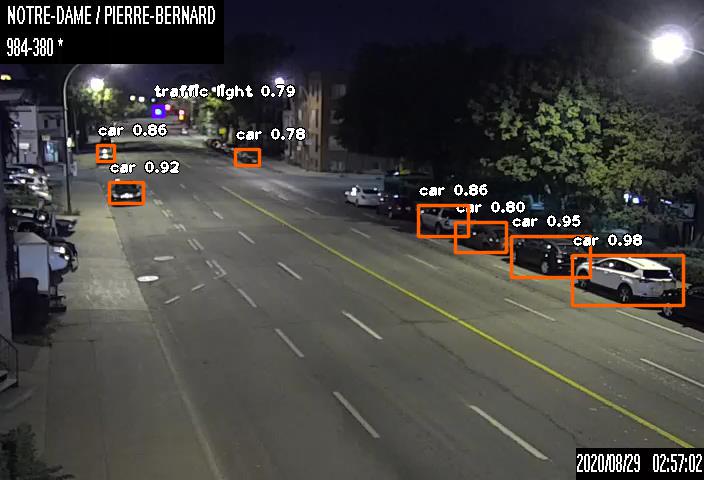 NOTRE-DAME / PIERRE-BERNARD
984-380 *
traffic light 0.79
car 0.86
car 0.78
car 0.92
car 0.86
car 0.80
car 0.95
car 0.98
2020/08/29 02:57:02